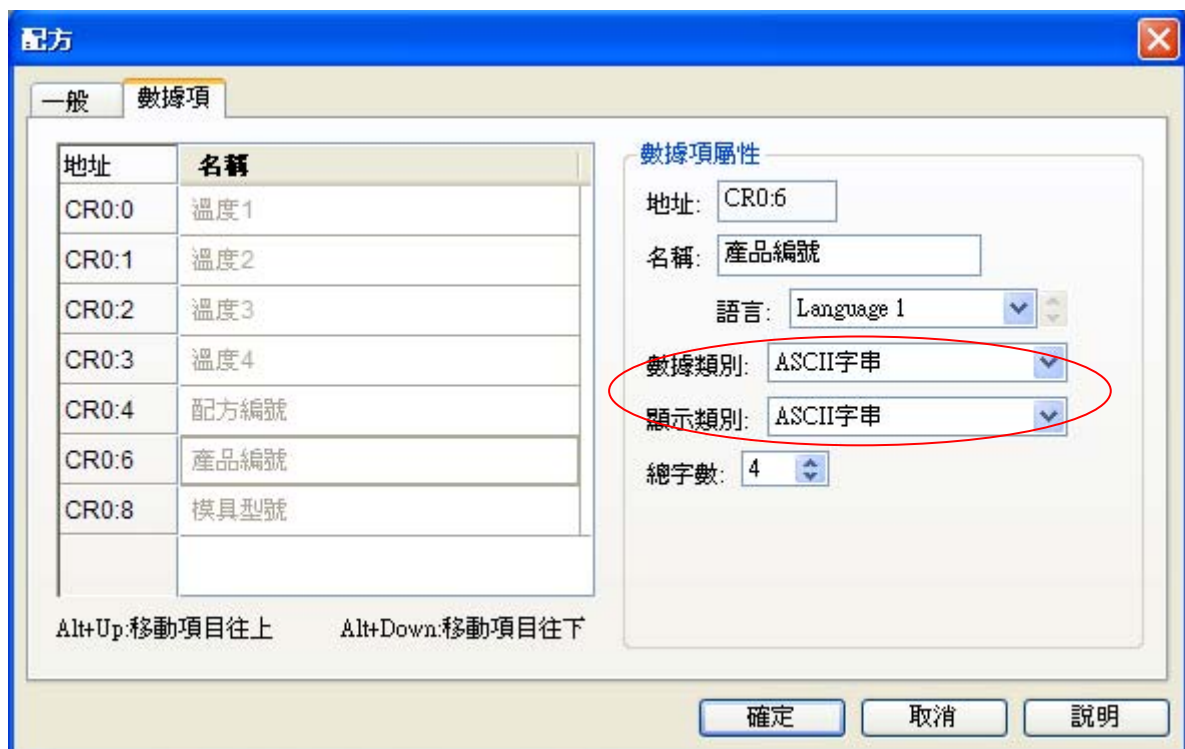 配方
一般 數據項
地址 名稱
CR0:0 溫度1
CR0:1 溫度2
CR0:2 溫度3
CR0:3 溫度4
CR0:4 配方編號
CR0:6 產品編號
CR0:8 模具型號
Alt+Up:移動項目往上 Alt+Down:移動項目往下
數據項屬性
地址: CR0:6
名稱: 產品編號
語言: Language 1
數據類別: ASCII字串
顯示類別: ASCII字串
總字數: 4
確定 取消 說明